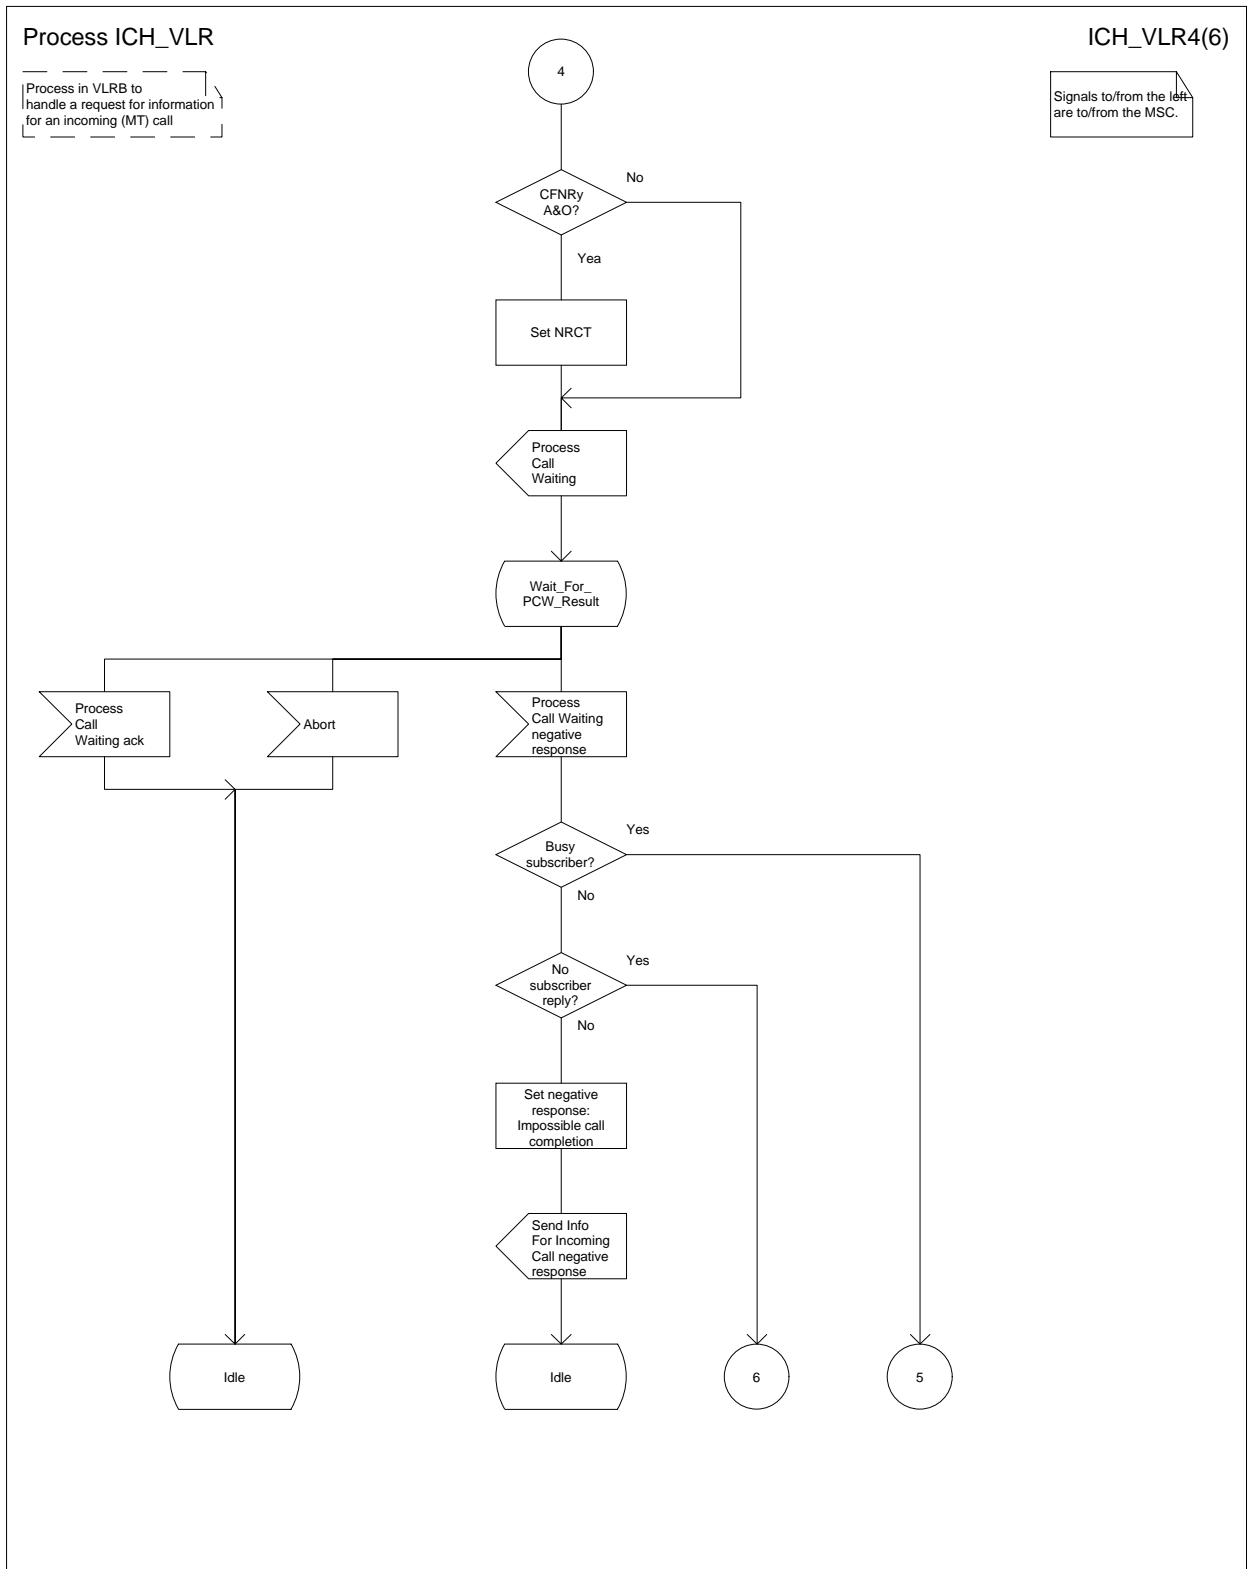 Process ICH_VLR
ICH_VLR4(6)
Process in VLRB to
handle a request for information
for an incoming (MT) call
4
Signals to/from the left
are to/from the MSC.
No
CFNRy
A&O?
Yea
Set NRCT
Process
Call
Waiting
Wait_For_
PCW_Result
Process
Call
Waiting ack
Abort
Process
Call Waiting
negative
response
Yes
Busy
subscriber?
No
Yes
No
subscriber
reply?
No
Set negative
response:
Impossible call
completion
Send Info
For Incoming
Call negative
response
Idle
Idle
6
5